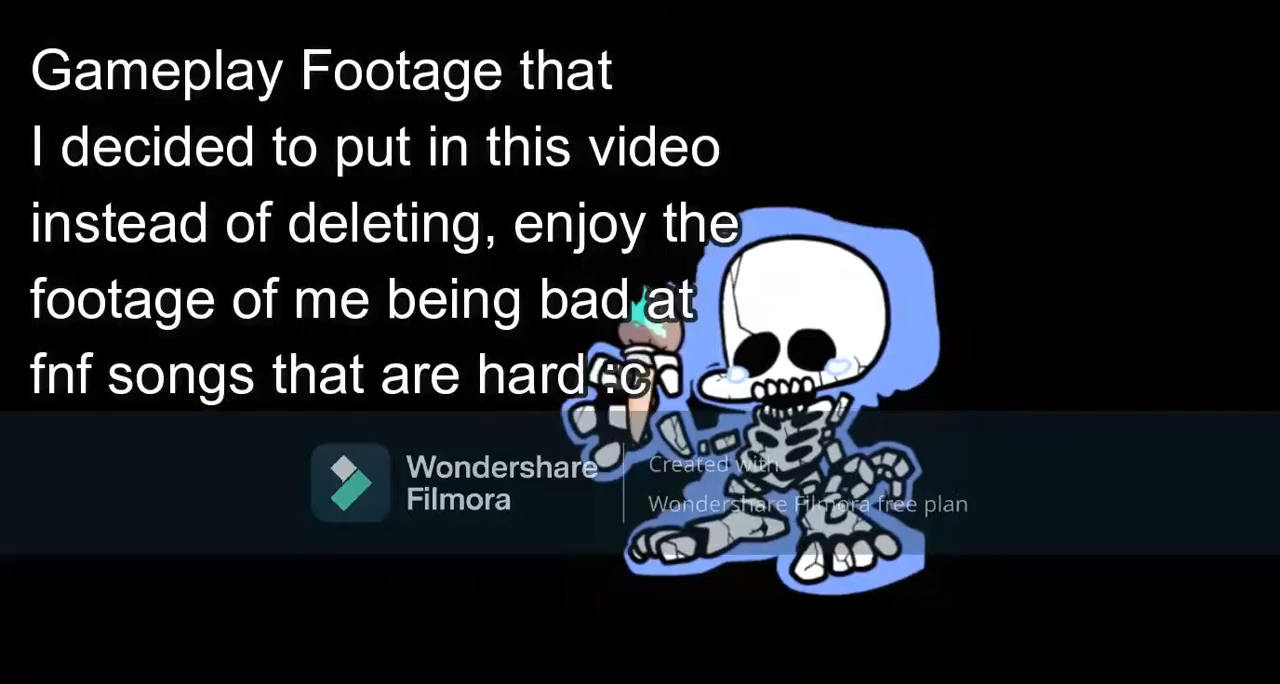 Gameplay Footage that
I decided to put in this video
instead of deleting, enjoy the
footage of me being bad at
fnf songs that are hard :c
Wondershare
Filmora
Created with
Wondershare Filmora free plan